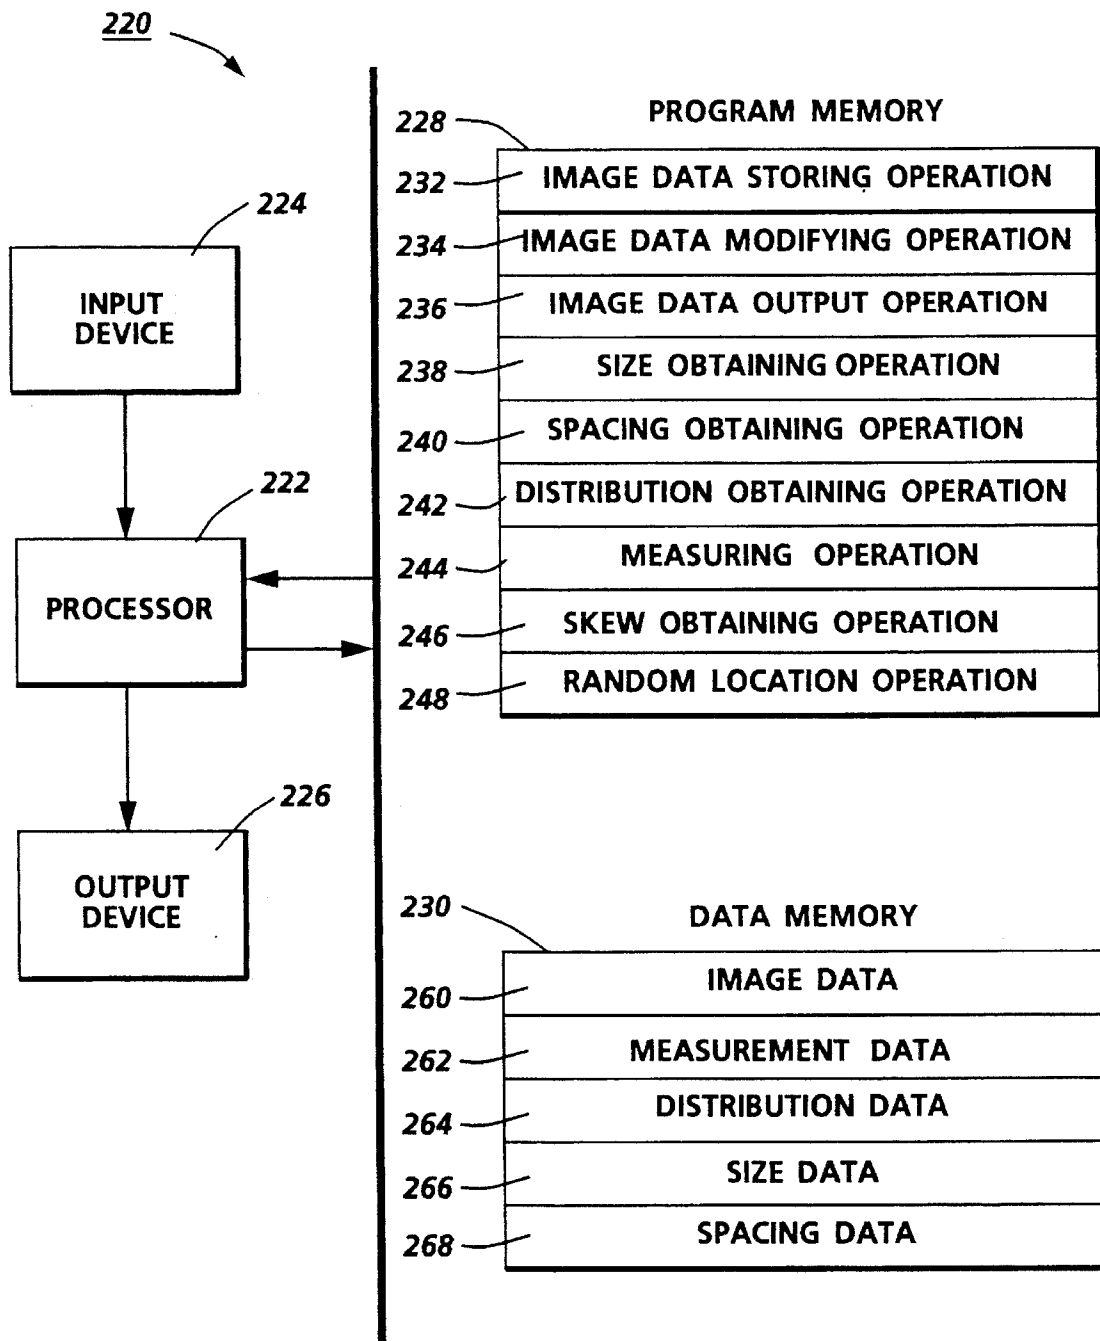 220
224
INPUT
DEVICE
222
PROCESSOR
226
OUTPUT
DEVICE
PROGRAM MEMORY
228
232 IMAGE DATA STORING OPERATION
234 IMAGE DATA MODIFYING OPERATION
236 IMAGE DATA OUTPUT OPERATION
238 SIZE OBTAINING OPERATION
240 SPACING OBTAINING OPERATION
242 DISTRIBUTION OBTAINING OPERATION
244 MEASURING OPERATION
246 SKEW OBTAINING OPERATION
248 RANDOM LOCATION OPERATION
230
DATA MEMORY
260 IMAGE DATA
262 MEASUREMENT DATA
264 DISTRIBUTION DATA
266 SIZE DATA
268 SPACING DATA